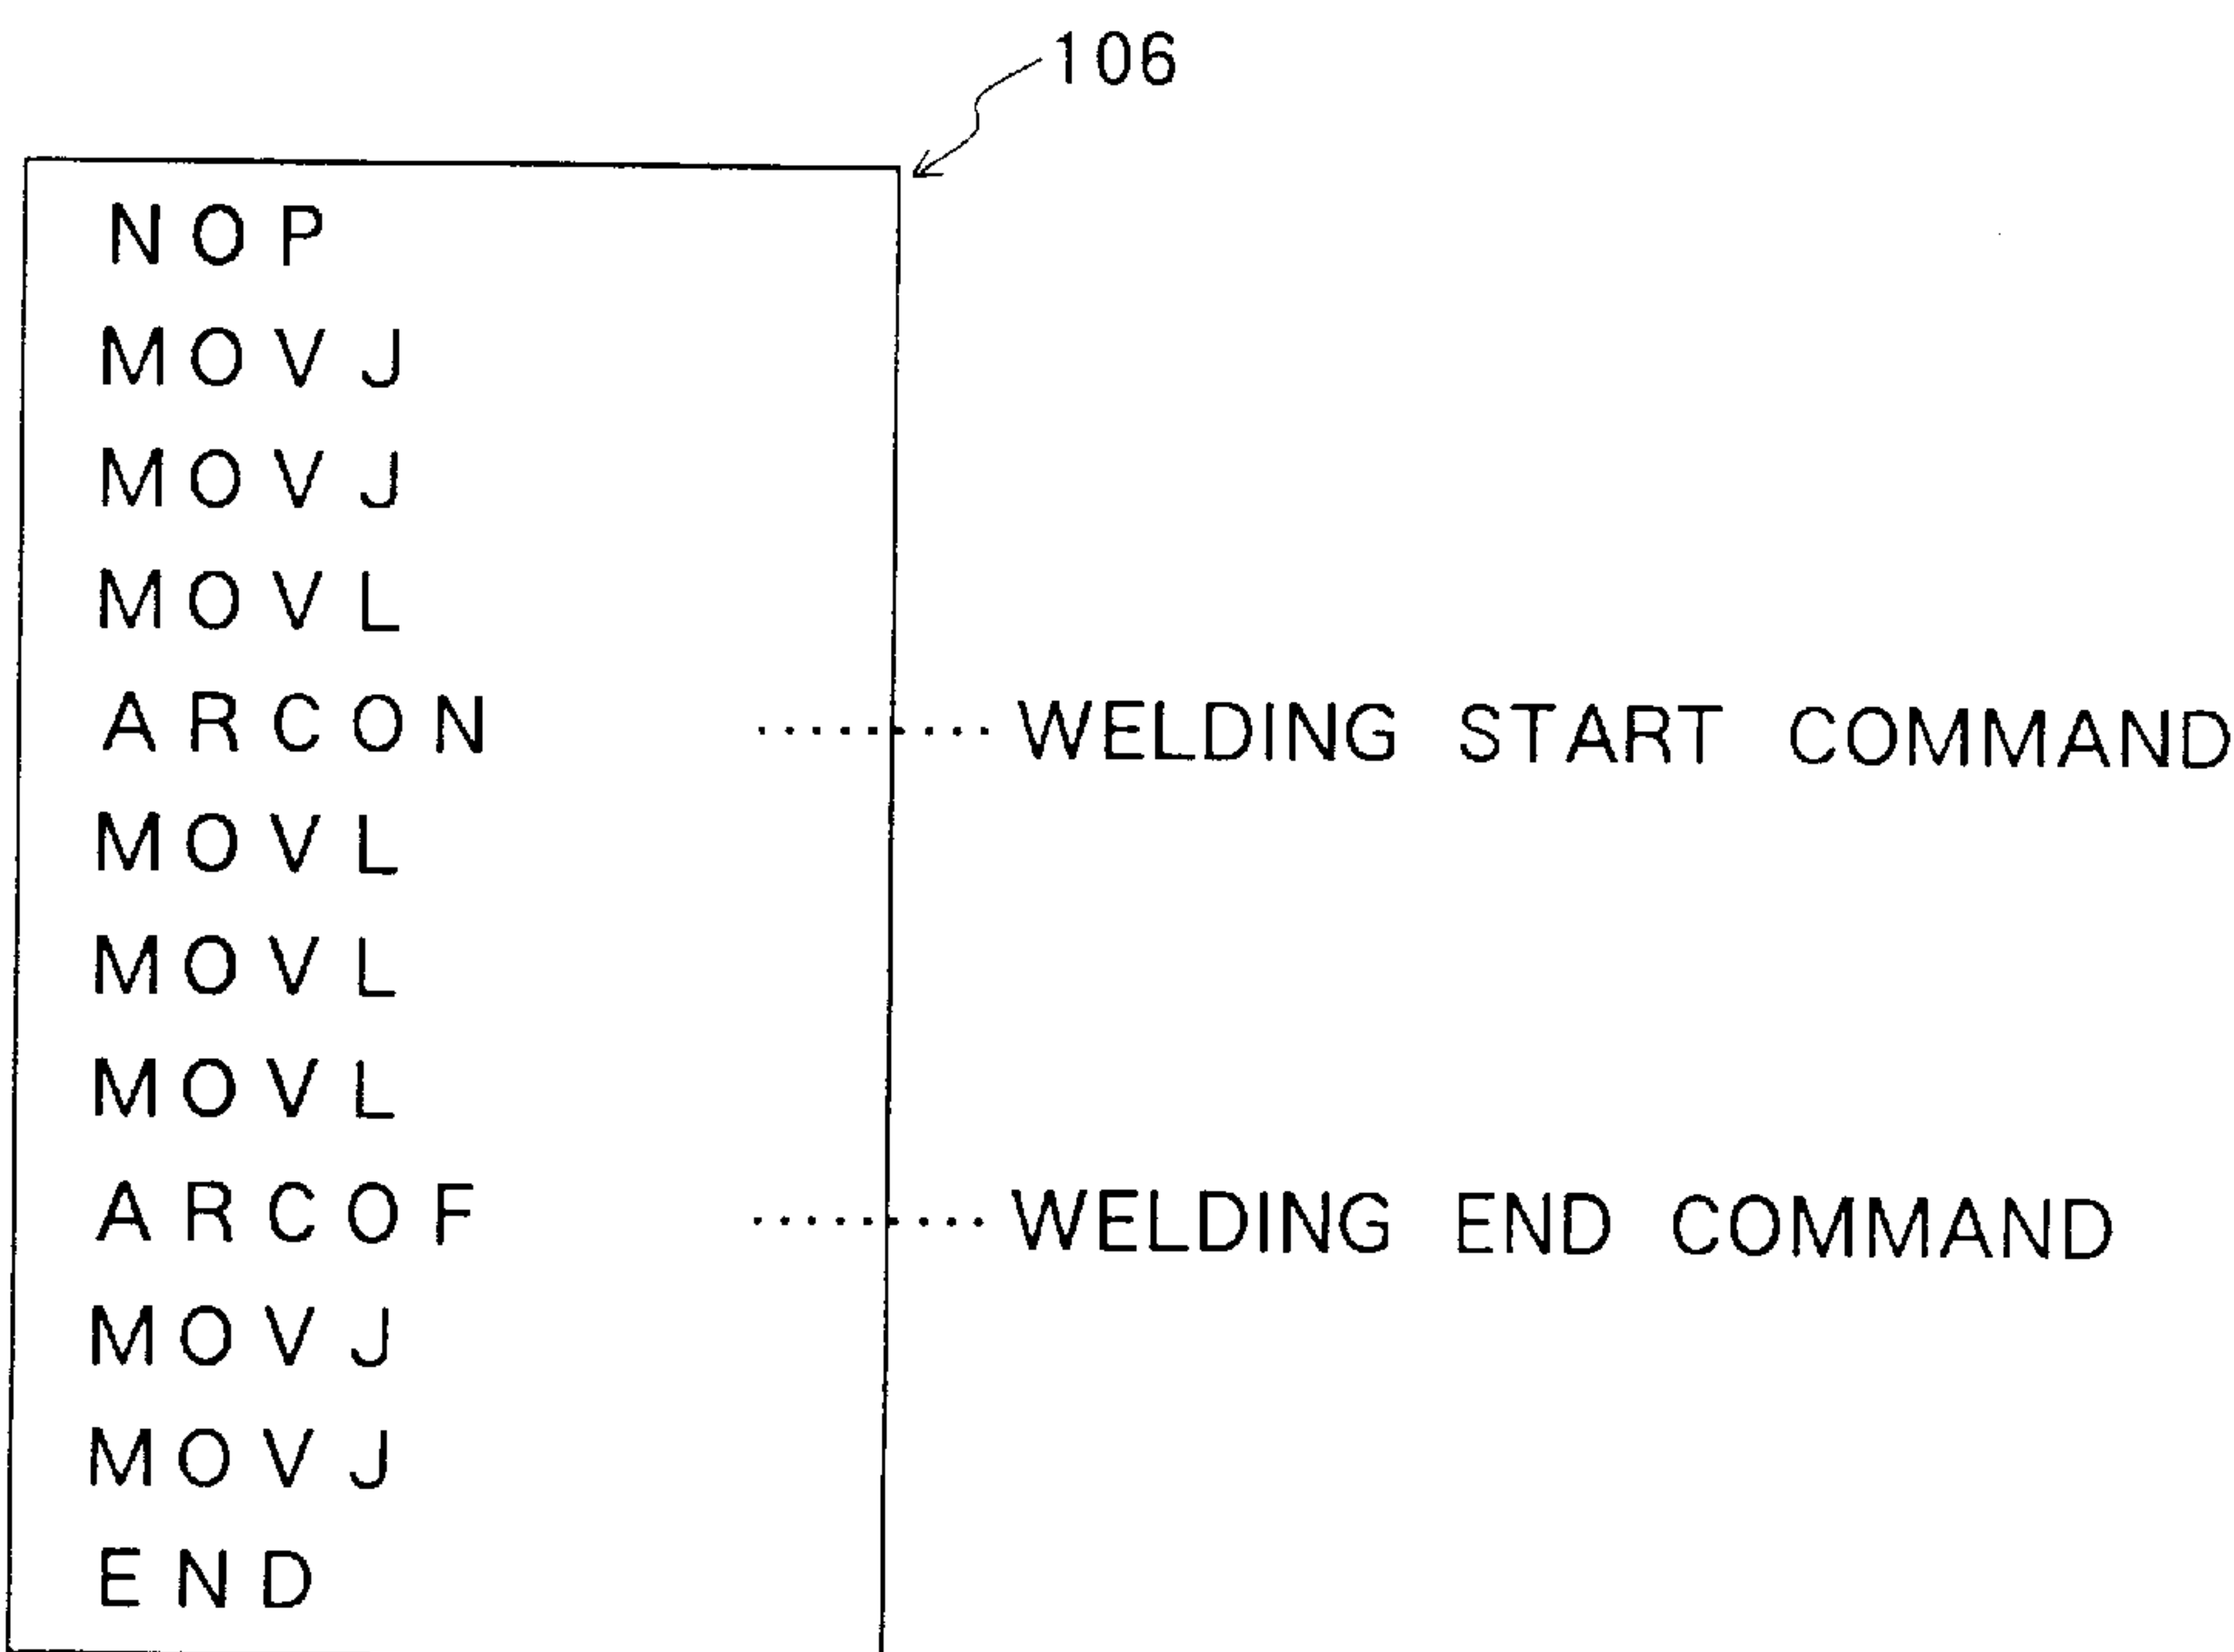 106
NOP
MOVJ
MOVJ
MOVL
ARCON ......... WELDING START COMMAND
MOVL
MOVL
MOVL
ARCOF ......... WELDING END COMMAND
MOVJ
MOVJ
END